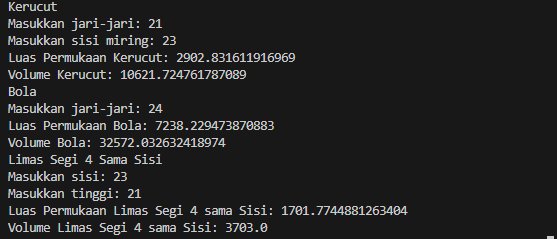 Kerucut
Masukkan jari-jari: 21
Masukkan sisi miring: 23
Luas Permukaan Kerucut: 2902.831611916969
Volume Kerucut: 10621.724761787089
Bola
Masukkan jari-jari: 24
Luas Permukaan Bola: 7238.229473870883
Volume Bola: 32572.032632418974
Limas Segi 4 Sama Sisi
Masukkan sisi: 23
Masukkan tinggi: 21
Luas Permukaan Limas Segi 4 sama Sisi: 1701.7744881263404
Volume Limas Segi 4 sama Sisi: 3703.0